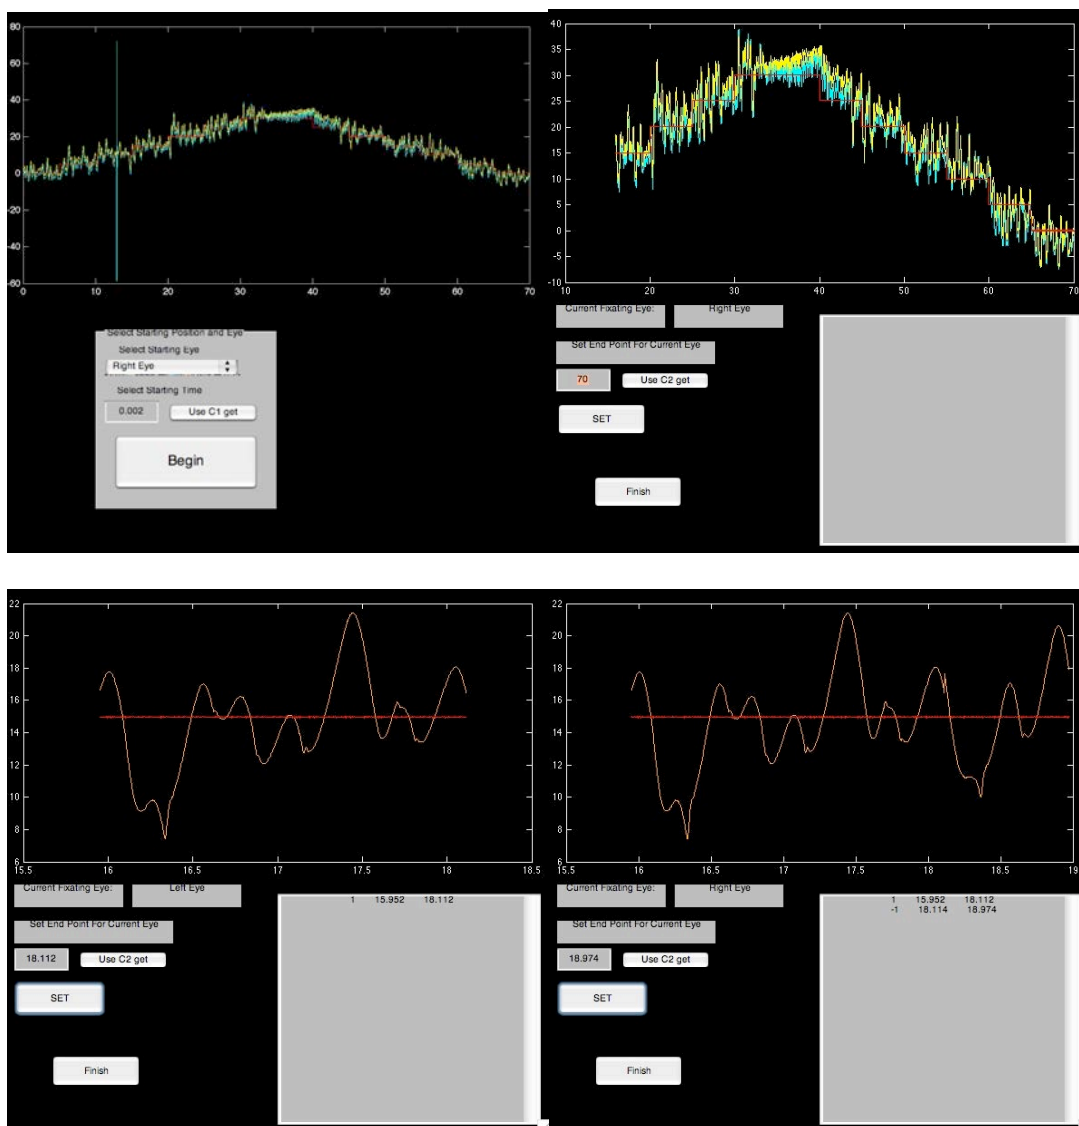 80
60
40
20
0
-20
-40
-60
0 10 20 30 40 50 60 70
Select Starting Position and Eye
Select Starting Eye
Right Eye
Select Starting Time
0.002 Use C1 get
Begin
40
35
30
25
20
15
10
5
0
-5
-10
10 20 30 40 50 60 70
Current Fixating Eye: Right Eye
Set End Point For Current Eye
70 Use C2 get
SET
Finish
22
20
18
16
14
12
10
8
6
15.5 16 16.5 17 17.5 18 18.5
Current Fixating Eye: Left Eye
1 15.952 18.112
Set End Point For Current Eye
18.112 Use C2 get
SET
Finish
22
20
18
16
14
12
10
8
6
15.5 16 16.5 17 17.5 18 18.5 19
Current Fixating Eye: Right Eye
1 15.952 18.112
-1 18.114 18.974
Set End Point For Current Eye
18.974 Use C2 get
SET
Finish